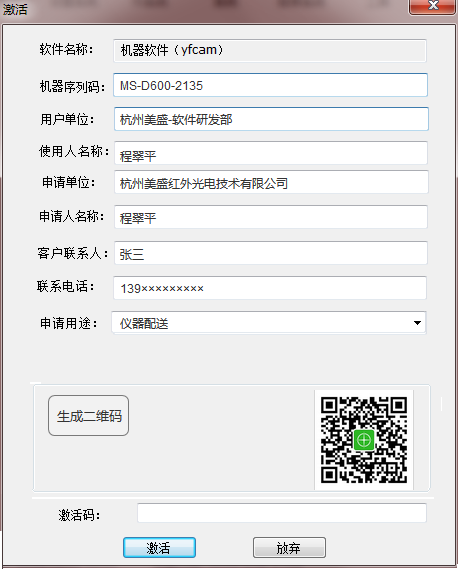 激活
软件名称： 机器软件（yfcam）
机器序列码： MS-D600-2135
用户单位： 杭州美盛-软件研发部
使用人名称： 程翠平
申请单位： 杭州美盛红外光电技术有限公司
申请人名称： 程翠平
客户联系人： 张三
联系电话： 139×××××××××
申请用途： 仪器配送
生成二维码
激活码：
激活 放弃